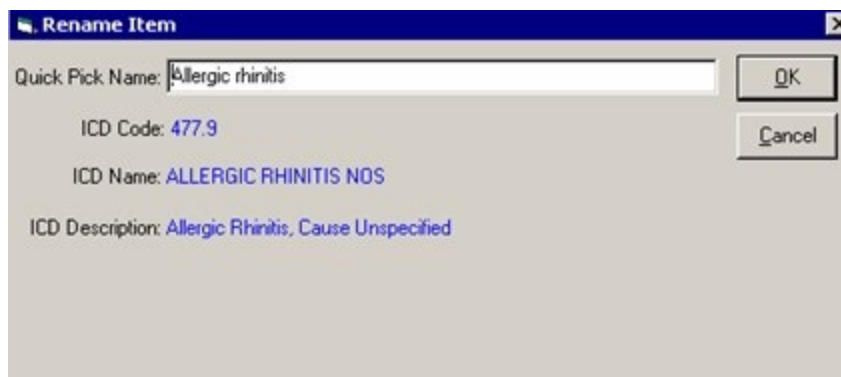 Rename Item
Quick Pick Name: Allergic rhinitis
OK
ICD Code: 477.9
Cancel
ICD Name: ALLERGIC RHINITIS NOS
ICD Description: Allergic Rhinitis, Cause Unspecified